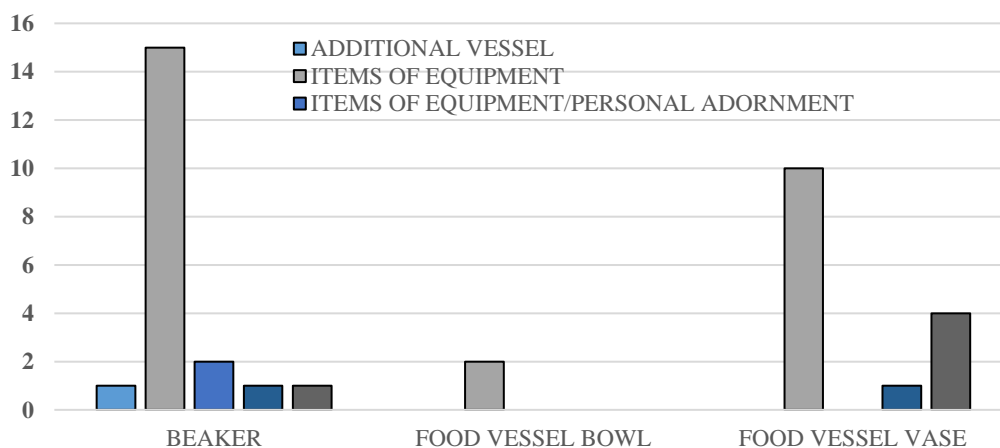 16
14
12
10
8
6
4
2
0
ADDITIONAL VESSEL
ITEMS OF EQUIPMENT
ITEMS OF EQUIPMENT/PERSONAL ADORNMENT
BEAKER FOOD VESSEL BOWL FOOD VESSEL VASE